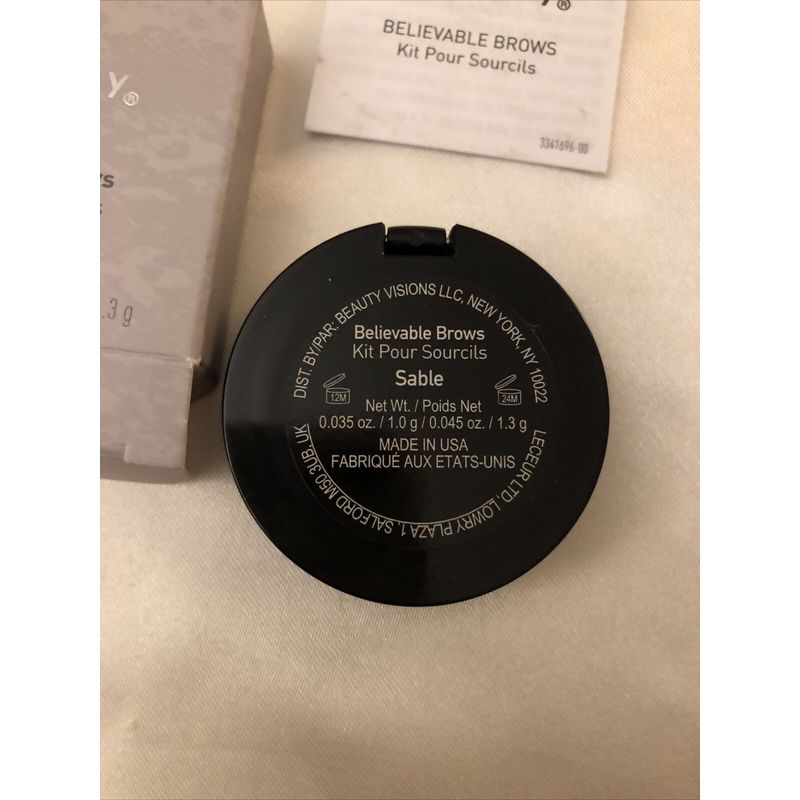 Y®
BELIEVABLE BROWS
Kit Pour Sourcils
3341696-00
Y®
.3 g
DIST. BY/PAR: BEAUTY VISIONS LLC, NEW YORK, NY 10022
Believable Brows
Kit Pour Sourcils
Sable
12M
24M
Net Wt. / Poids Net
0.035 oz. / 1.0 g / 0.045 oz. / 1.3 g
MADE IN USA
FABRIQUÉ AUX ETATS-UNIS
LECEUR LTD, LOWRY PLAZA 1, SALFORD M50 3UB, UK